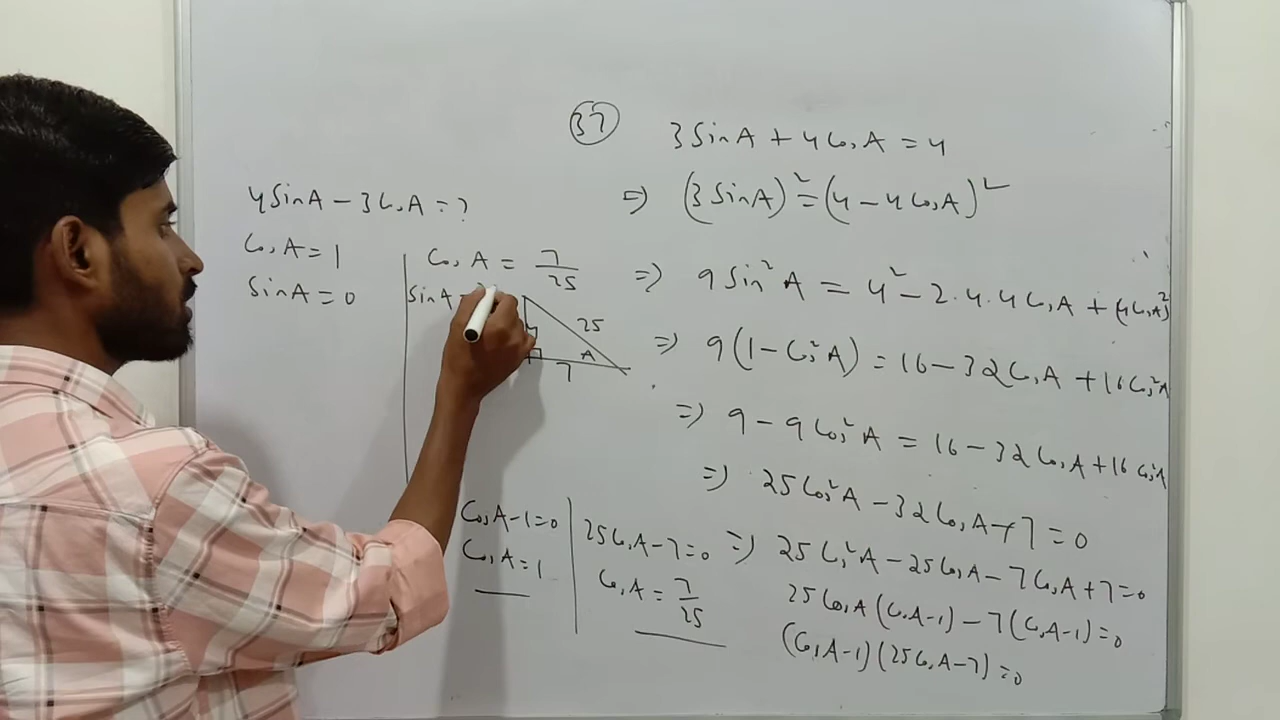 37
3 Sin A + 4 Cos A = 4
⇒ (3 Sin A)² = (4 - 4 Cos A)²
⇒ 9 Sin² A = 4² - 2.4.4 Cos A + (4 Cos A)²
⇒ 9(1 - Cos² A) = 16 - 32 Cos A + 16 Cos² A
⇒ 9 - 9 Cos² A = 16 - 32 Cos A + 16 Cos² A
⇒ 25 Cos² A - 32 Cos A + 7 = 0
⇒ 25 Cos² A - 25 Cos A - 7 Cos A + 7 = 0
25 Cos A (Cos A - 1) - 7 (Cos A - 1) = 0
(Cos A - 1)(25 Cos A - 7) = 0
Cos A - 1 = 0
Cos A = 1
25 Cos A - 7 = 0
Cos A = 7/25
4 Sin A - 3 Cos A = ?
Cos A = 1
Sin A = 0
Cos A = 7/25
Sin A =
25
A
7